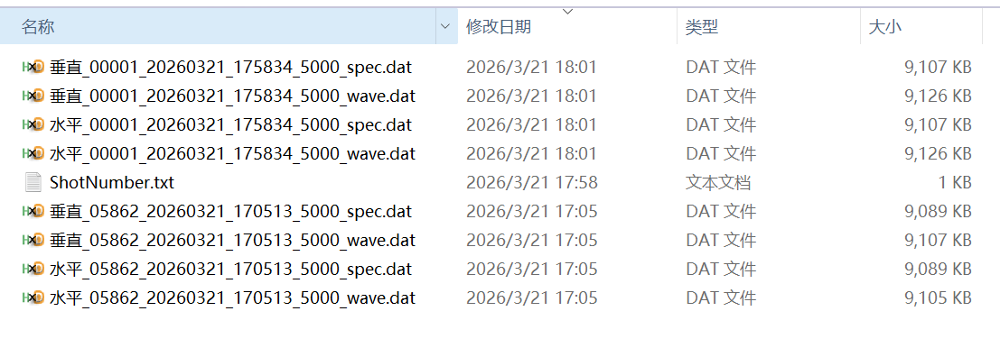 名称 修改日期 类型 大小
垂直_00001_20260321_175834_5000_spec.dat 2026/3/21 18:01 DAT 文件 9,107 KB
垂直_00001_20260321_175834_5000_wave.dat 2026/3/21 18:01 DAT 文件 9,126 KB
水平_00001_20260321_175834_5000_spec.dat 2026/3/21 18:01 DAT 文件 9,107 KB
水平_00001_20260321_175834_5000_wave.dat 2026/3/21 18:01 DAT 文件 9,126 KB
ShotNumber.txt 2026/3/21 17:58 文本文档 1 KB
垂直_05862_20260321_170513_5000_spec.dat 2026/3/21 17:05 DAT 文件 9,089 KB
垂直_05862_20260321_170513_5000_wave.dat 2026/3/21 17:05 DAT 文件 9,107 KB
水平_05862_20260321_170513_5000_spec.dat 2026/3/21 17:05 DAT 文件 9,089 KB
水平_05862_20260321_170513_5000_wave.dat 2026/3/21 17:05 DAT 文件 9,105 KB